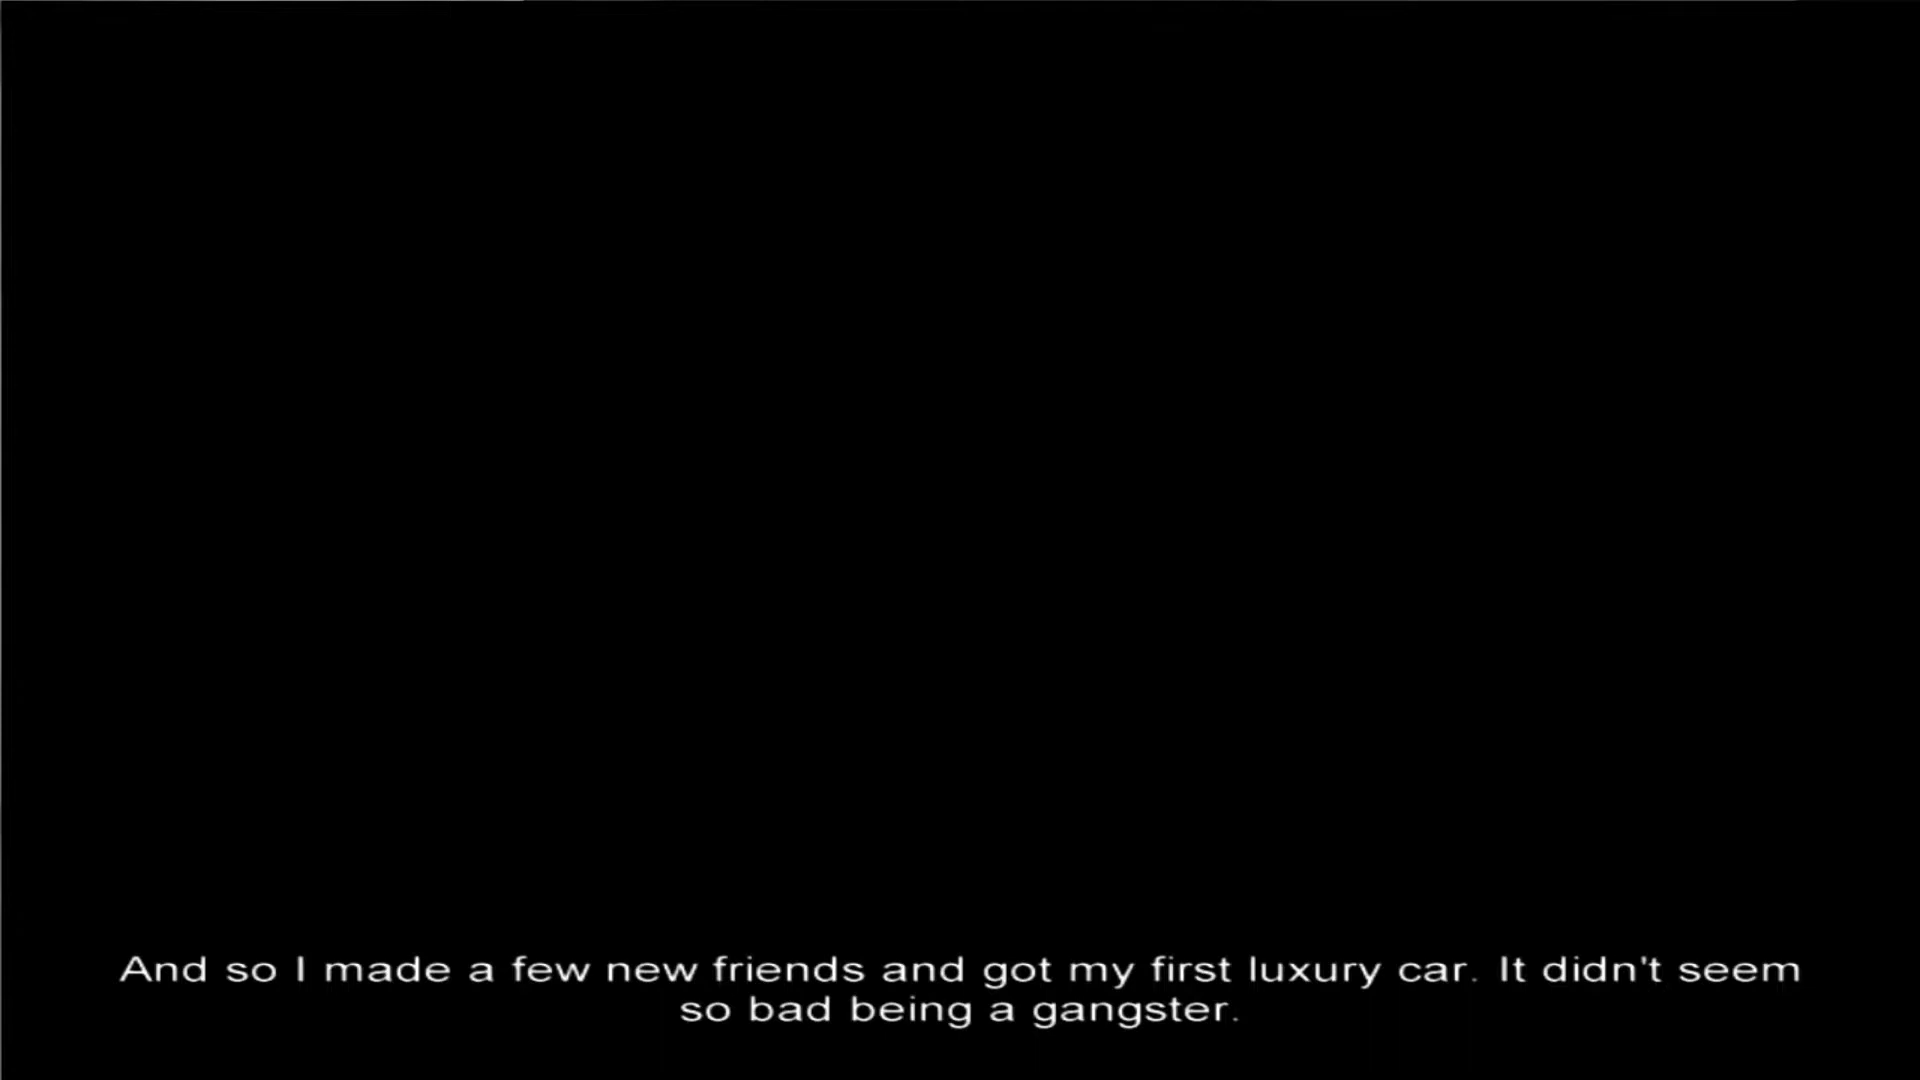 And so I made a few new friends and got my first luxury car. It didn't seem
so bad being a gangster.